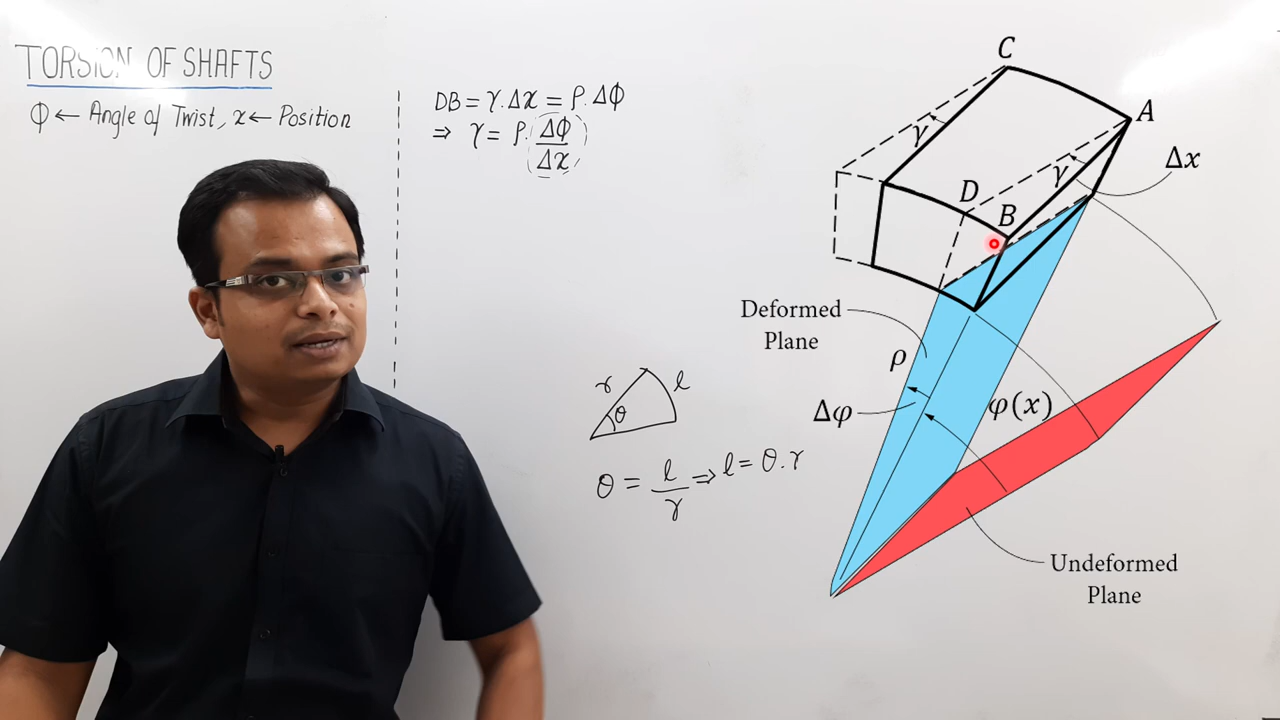 TORSION OF SHAFTS
Φ ← Angle of Twist, x ← Position
DB = γ.Δx = ρ.ΔΦ
⇒ γ = ρ.ΔΦ/Δx
r
l
θ
θ = l/r ⇒ l = θ.r
C
A
γ
γ
Δx
D
B
Deformed
Plane
ρ
Δφ
φ(x)
Undeformed
Plane